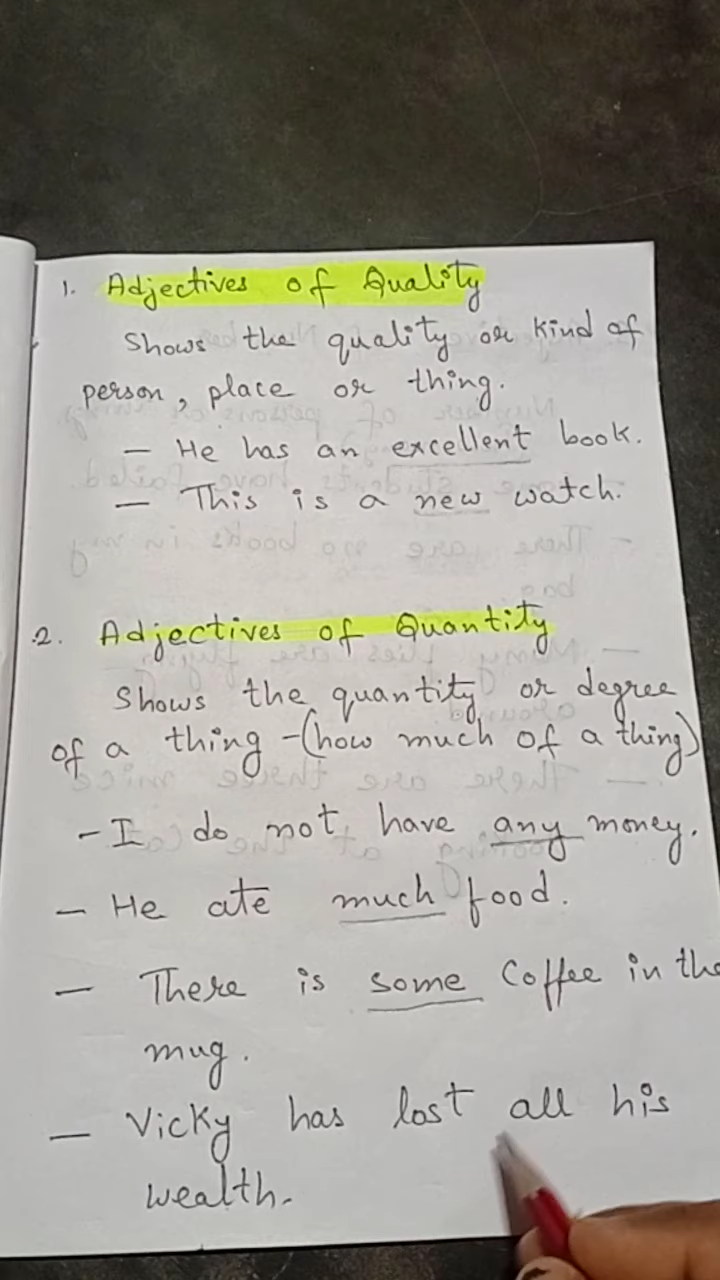 1. Adjectives of Quality
Shows the quality or kind of
person, place or thing.
– He has an excellent book.
– This is a new watch.
2. Adjectives of Quantity
Shows the quantity or degree
of a thing - (how much of a thing)
- I do not have any money.
– He ate much food.
– There is some Coffee in the
mug.
– Vicky has lost all his
wealth.